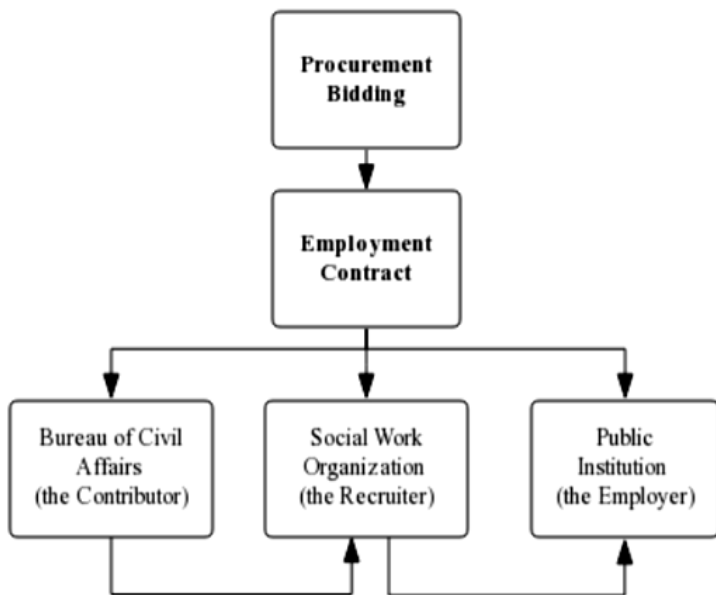 Procurement
Bidding
Employment
Contract
Bureau of Civil
Affairs
(the Contributor)
Social Work
Organization
(the Recruiter)
Public
Institution
(the Employer)